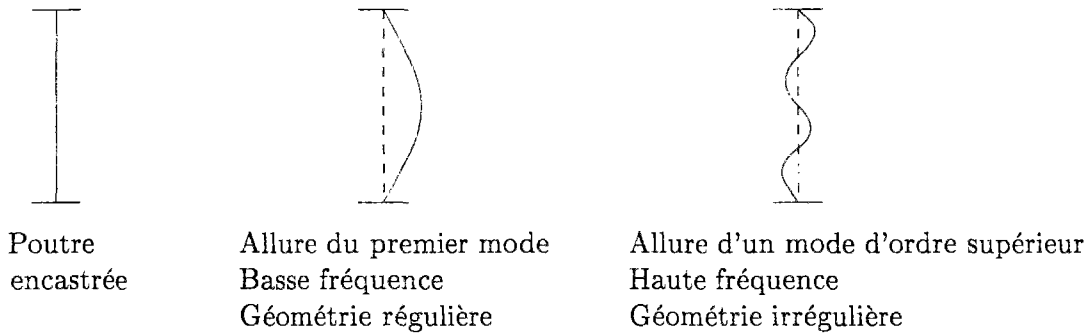 Poutre
encastrée
Allure du premier mode
Basse fréquence
Géométrie régulière
Allure d'un mode d'ordre supérieur
Haute fréquence
Géométrie irrégulière